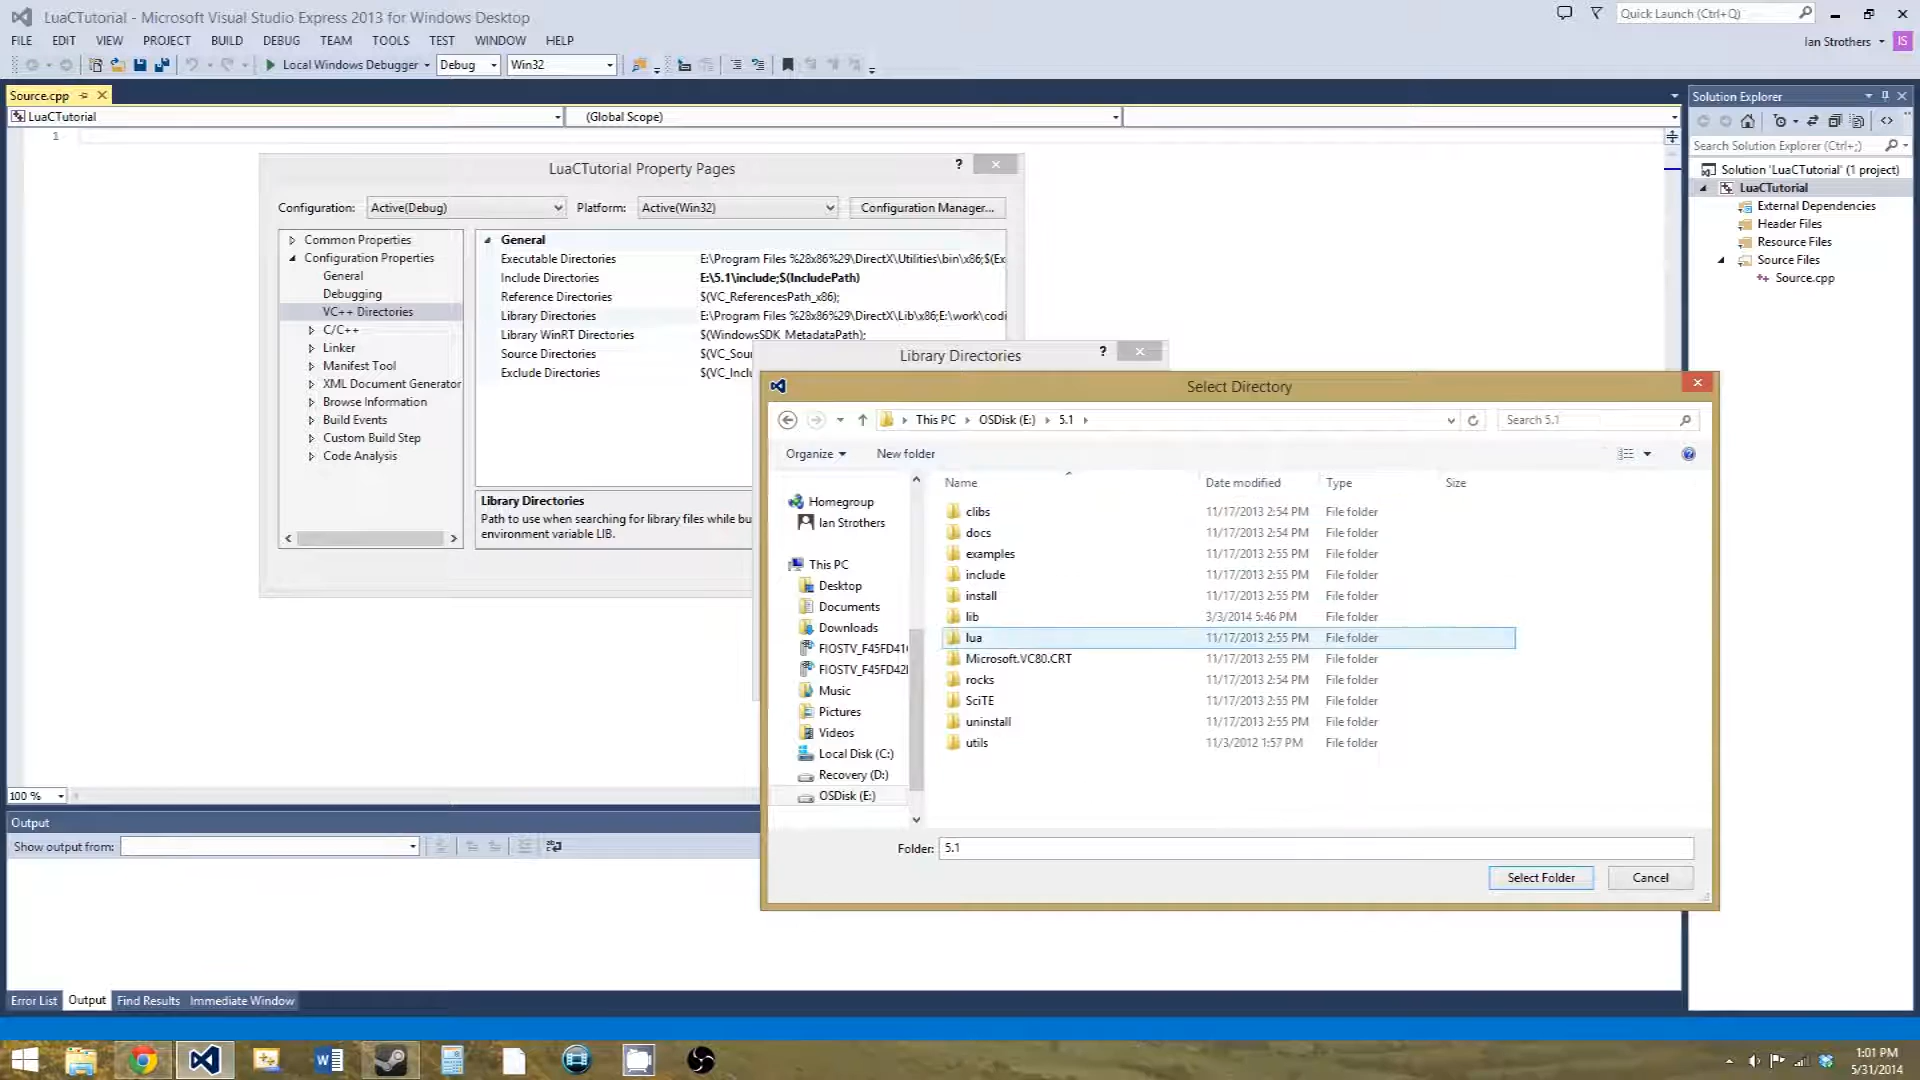 LuaCTutorial - Microsoft Visual Studio Express 2013 for Windows Desktop
Quick Launch (Ctrl+Q)
FILE EDIT VIEW PROJECT BUILD DEBUG TEAM TOOLS TEST WINDOW HELP
Ian Strothers
IS
Local Windows Debugger Debug Win32
Source.cpp
LuaCTutorial (Global Scope)
1
LuaCTutorial Property Pages
Configuration: Active(Debug) Platform: Active(Win32) Configuration Manager...
Common Properties
Configuration Properties
General
Debugging
VC++ Directories
C/C++
Linker
Manifest Tool
XML Document Generator
Browse Information
Build Events
Custom Build Step
Code Analysis
General
Executable Directories E:\Program Files %28x86%29\DirectX\Utilities\bin\x86;$(Ex
Include Directories E:\5.1\include;$(IncludePath)
Reference Directories $(VC_ReferencesPath_x86);
Library Directories E:\Program Files %28x86%29\DirectX\Lib\x86;E:\work\codi
Library WinRT Directories $(WindowsSDK_MetadataPath);
Source Directories $(VC_Sour
Exclude Directories $(VC_Inclu
Library Directories
Path to use when searching for library files while bu
environment variable LIB.
Library Directories
Select Directory
This PC OSDisk (E:) 5.1
Search 5.1
Organize New folder
Homegroup
Ian Strothers
This PC
Desktop
Documents
Downloads
FIOSTV_F45FD41
FIOSTV_F45FD42
Music
Pictures
Videos
Local Disk (C:)
Recovery (D:)
OSDisk (E:)
Name Date modified Type Size
clibs 11/17/2013 2:54 PM File folder
docs 11/17/2013 2:54 PM File folder
examples 11/17/2013 2:55 PM File folder
include 11/17/2013 2:55 PM File folder
install 11/17/2013 2:55 PM File folder
lib 3/3/2014 5:46 PM File folder
lua 11/17/2013 2:55 PM File folder
Microsoft.VC80.CRT 11/17/2013 2:55 PM File folder
rocks 11/17/2013 2:54 PM File folder
SciTE 11/17/2013 2:55 PM File folder
uninstall 11/17/2013 2:55 PM File folder
utils 11/3/2012 1:57 PM File folder
Folder: 5.1
Select Folder Cancel
Solution Explorer
Search Solution Explorer (Ctrl+;)
Solution 'LuaCTutorial' (1 project)
LuaCTutorial
External Dependencies
Header Files
Resource Files
Source Files
Source.cpp
100 %
Output
Show output from:
Error List Output Find Results Immediate Window
1:01 PM
5/31/2014